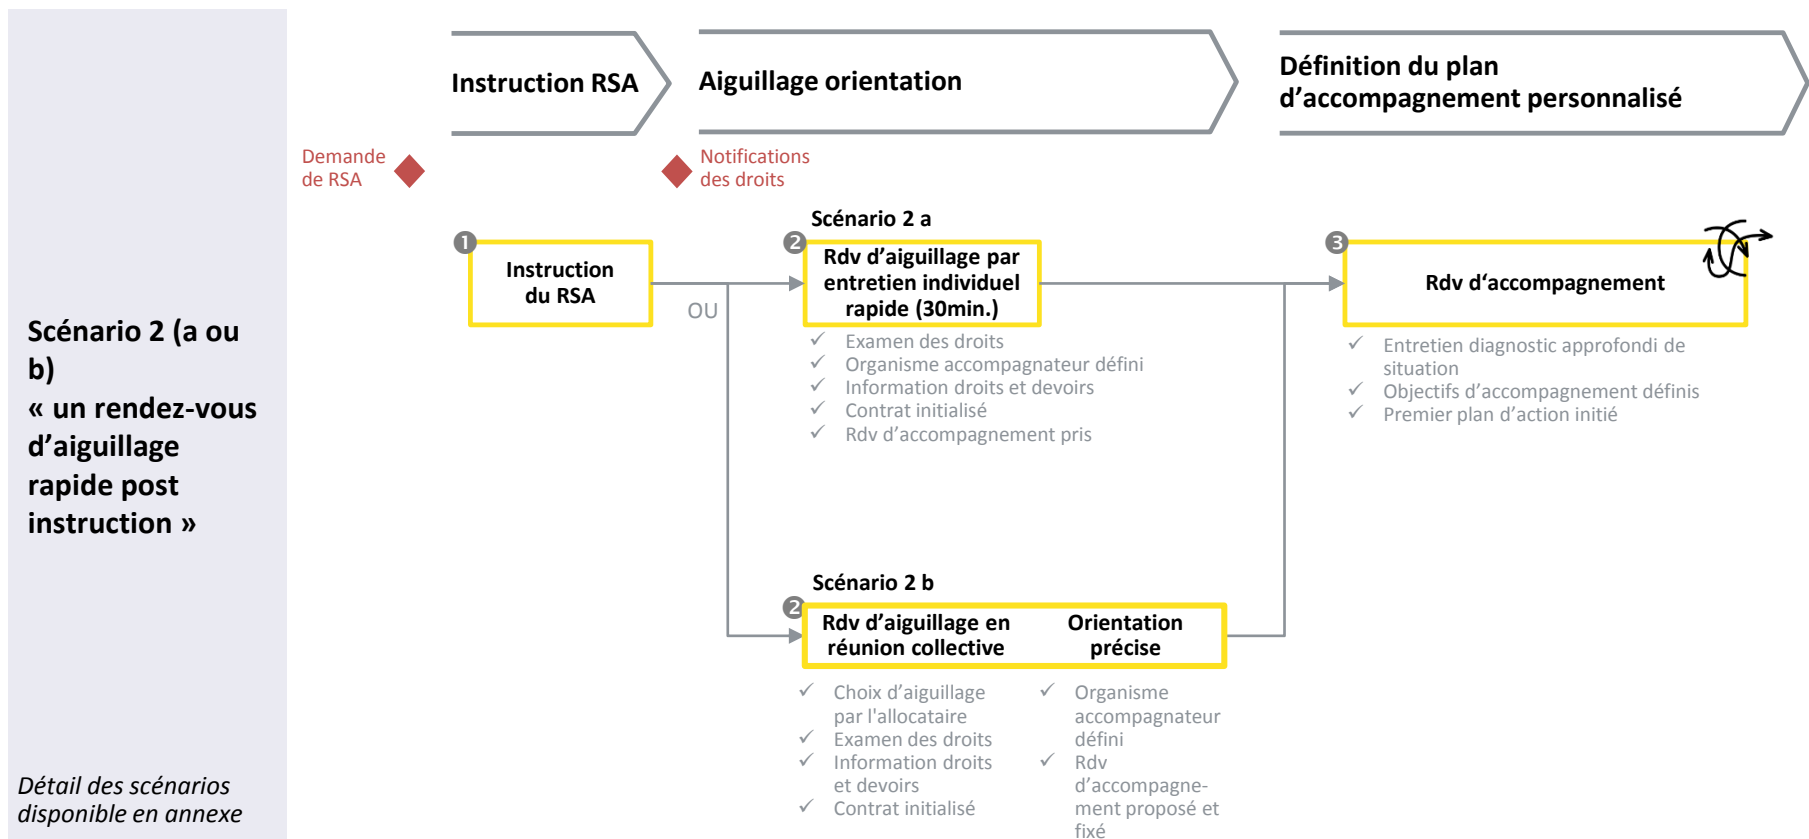 Instruction RSA
Aiguillage orientation
Définition du plan
d’accompagnement personnalisé
Demande
de RSA
Notifications
des droits
Scénario 2 (a ou
b)
« un rendez-vous
d’aiguillage
rapide post
instruction »
Détail des scénarios
disponible en annexe
1
Instruction
du RSA
OU
Scénario 2 a
2
Rdv d’aiguillage par
entretien individuel
rapide (30min.)
✓ Examen des droits
✓ Organisme accompagnateur défini
✓ Information droits et devoirs
✓ Contrat initialisé
✓ Rdv d’accompagnement pris
3
Rdv d’accompagnement
✓ Entretien diagnostic approfondi de
situation
✓ Objectifs d’accompagnement définis
✓ Premier plan d’action initié
Scénario 2 b
2
Rdv d’aiguillage en
réunion collective
✓ Choix d’aiguillage
par l'allocataire
✓ Examen des droits
✓ Information droits
et devoirs
✓ Contrat initialisé
Orientation
précise
✓ Organisme
accompagnateur
défini
✓ Rdv
d’accompagne-
ment proposé et
fixé